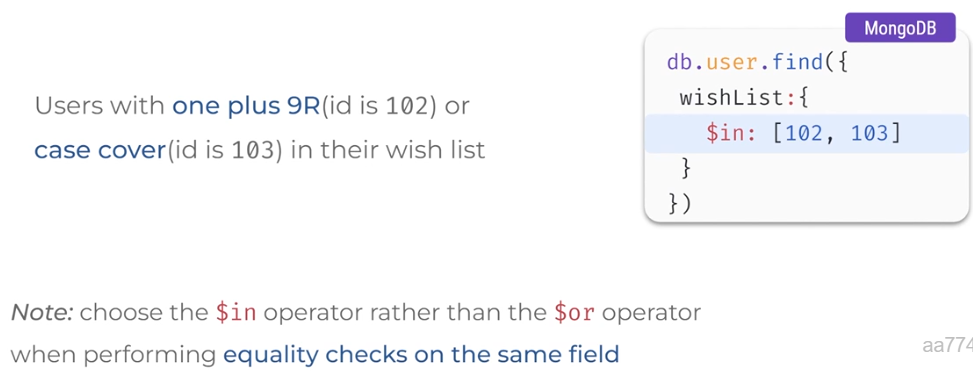 MongoDB
db.user.find({
Users with one plus 9R(id is 102) or
wishList:{
$in: [102, 103]
case cover(id is 103) in their wish list
}
})
Note: choose the $in operator rather than the $or operator
when performing equality checks on the same field
aa774